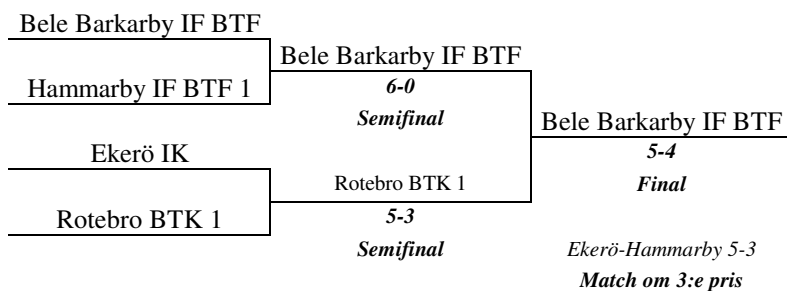 Bele Barkarby IF BTF
Bele Barkarby IF BTF
Hammarby IF BTF 1
6-0
Semifinal
Bele Barkarby IF BTF
Ekerö IK
5-4
Rotebro BTK 1
Final
Rotebro BTK 1
5-3
Semifinal
Ekerö-Hammarby 5-3
Match om 3:e pris